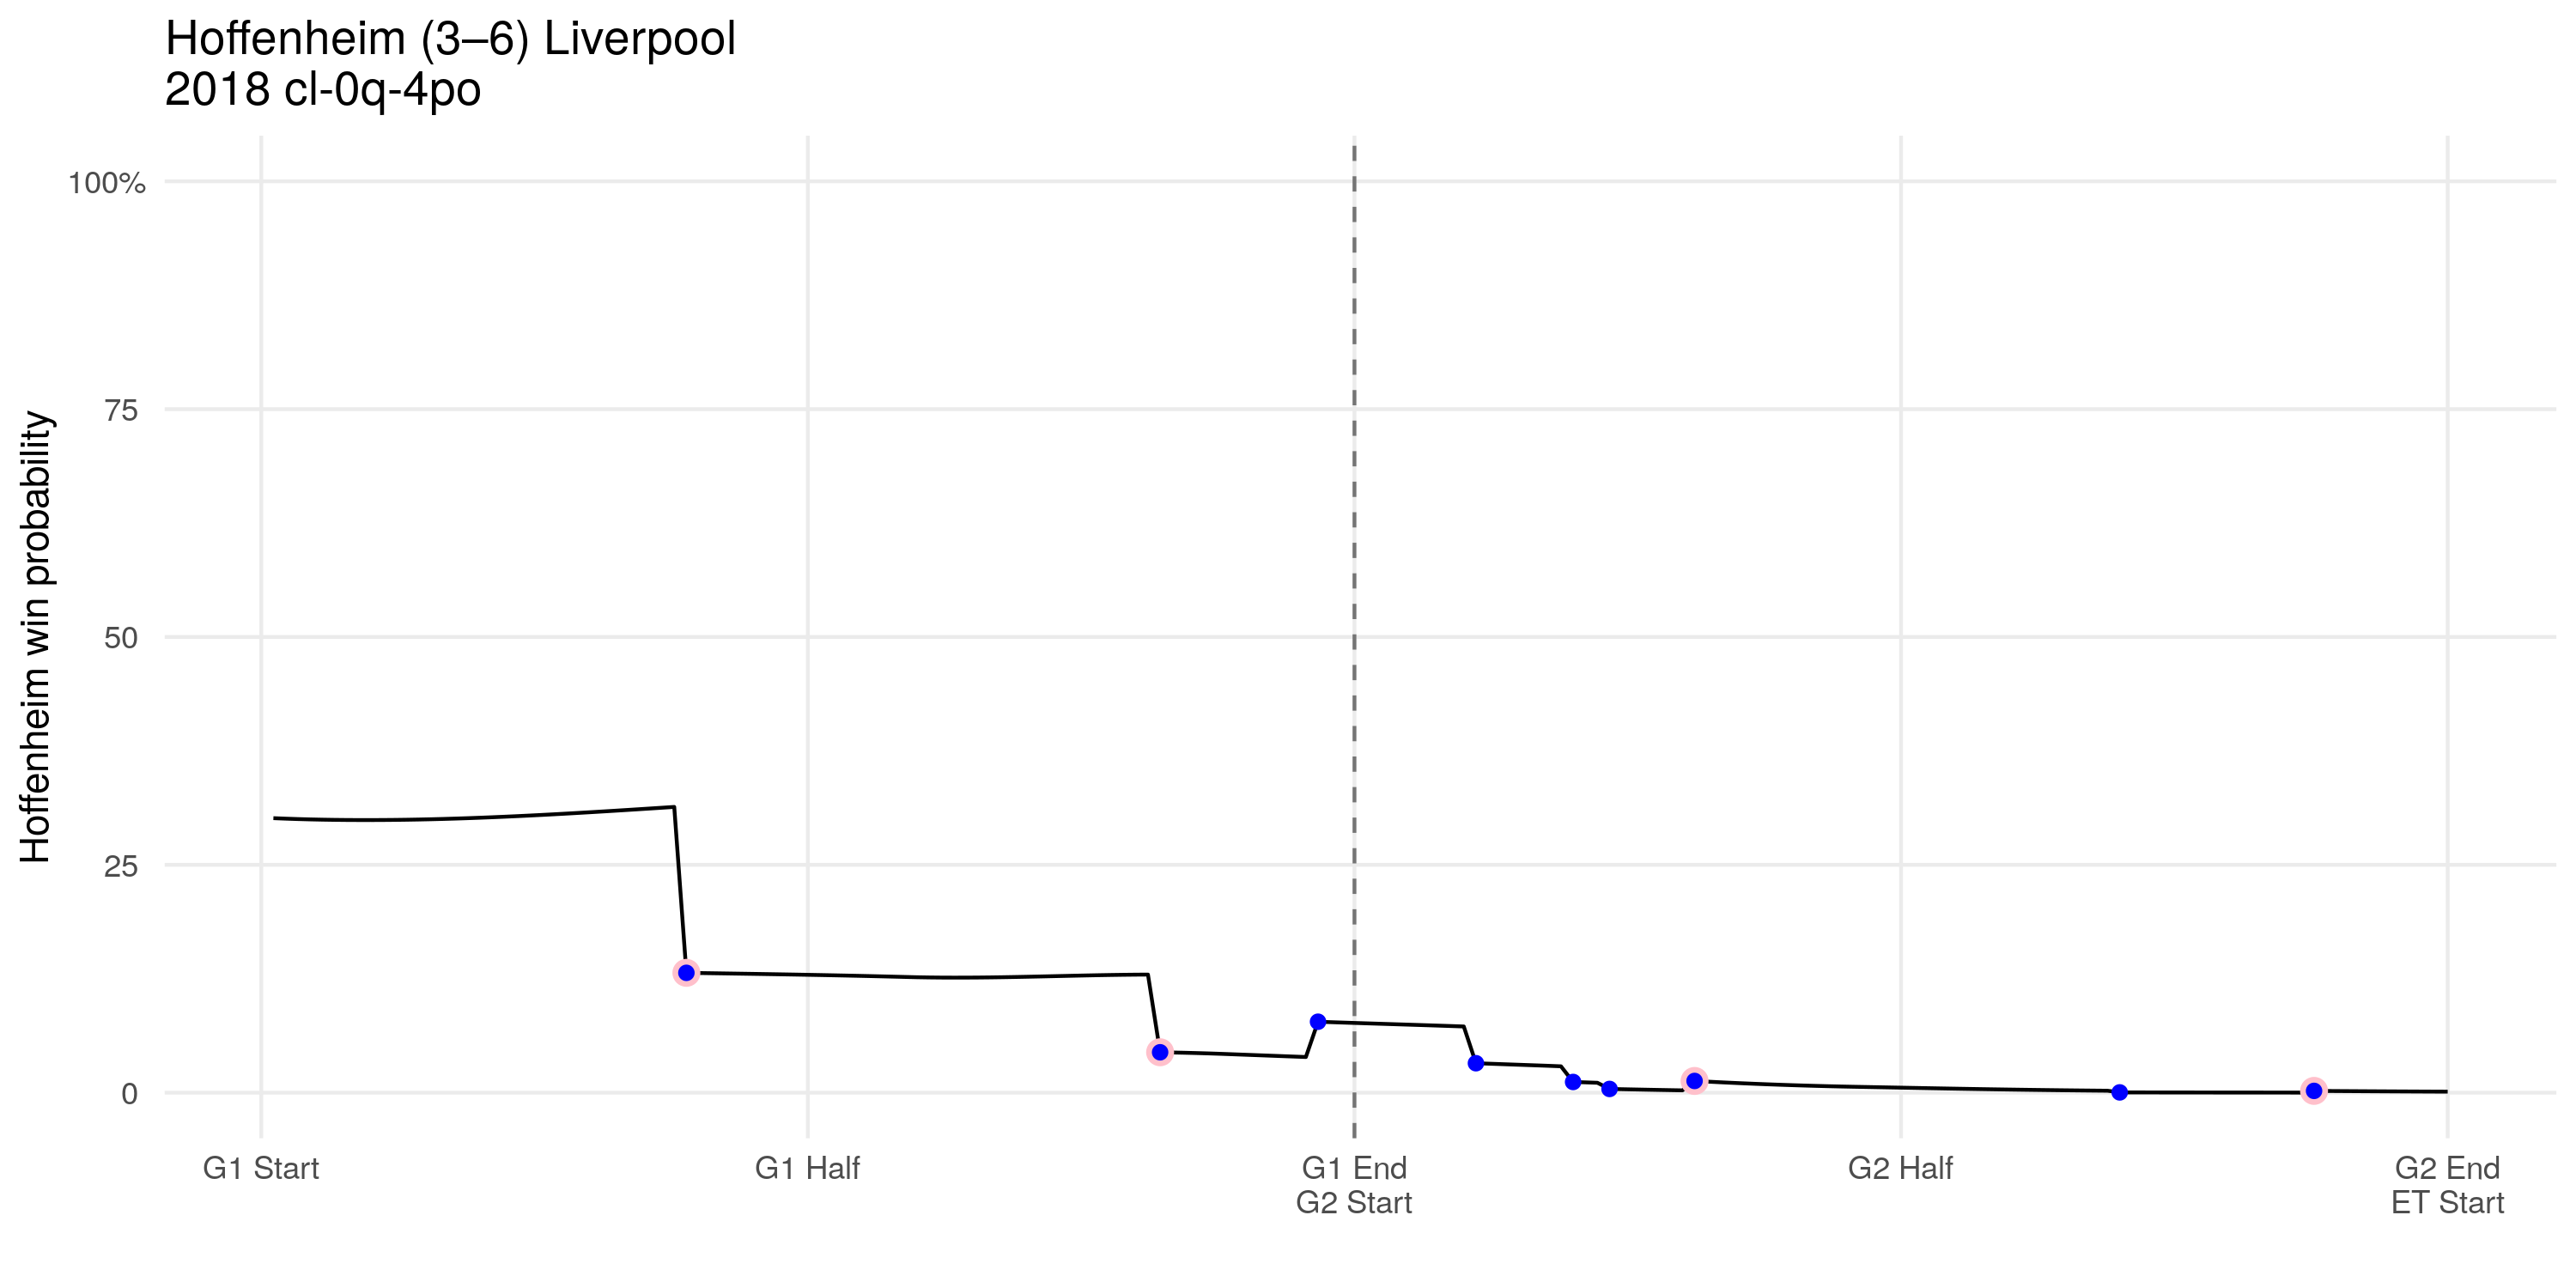 Hoffenheim (3–6) Liverpool
2018 cl-0q-4po
Hoffenheim win probability
100%
75
50
25
0
G1 Start
G1 Half
G1 End
G2 Start
G2 Half
G2 End
ET Start